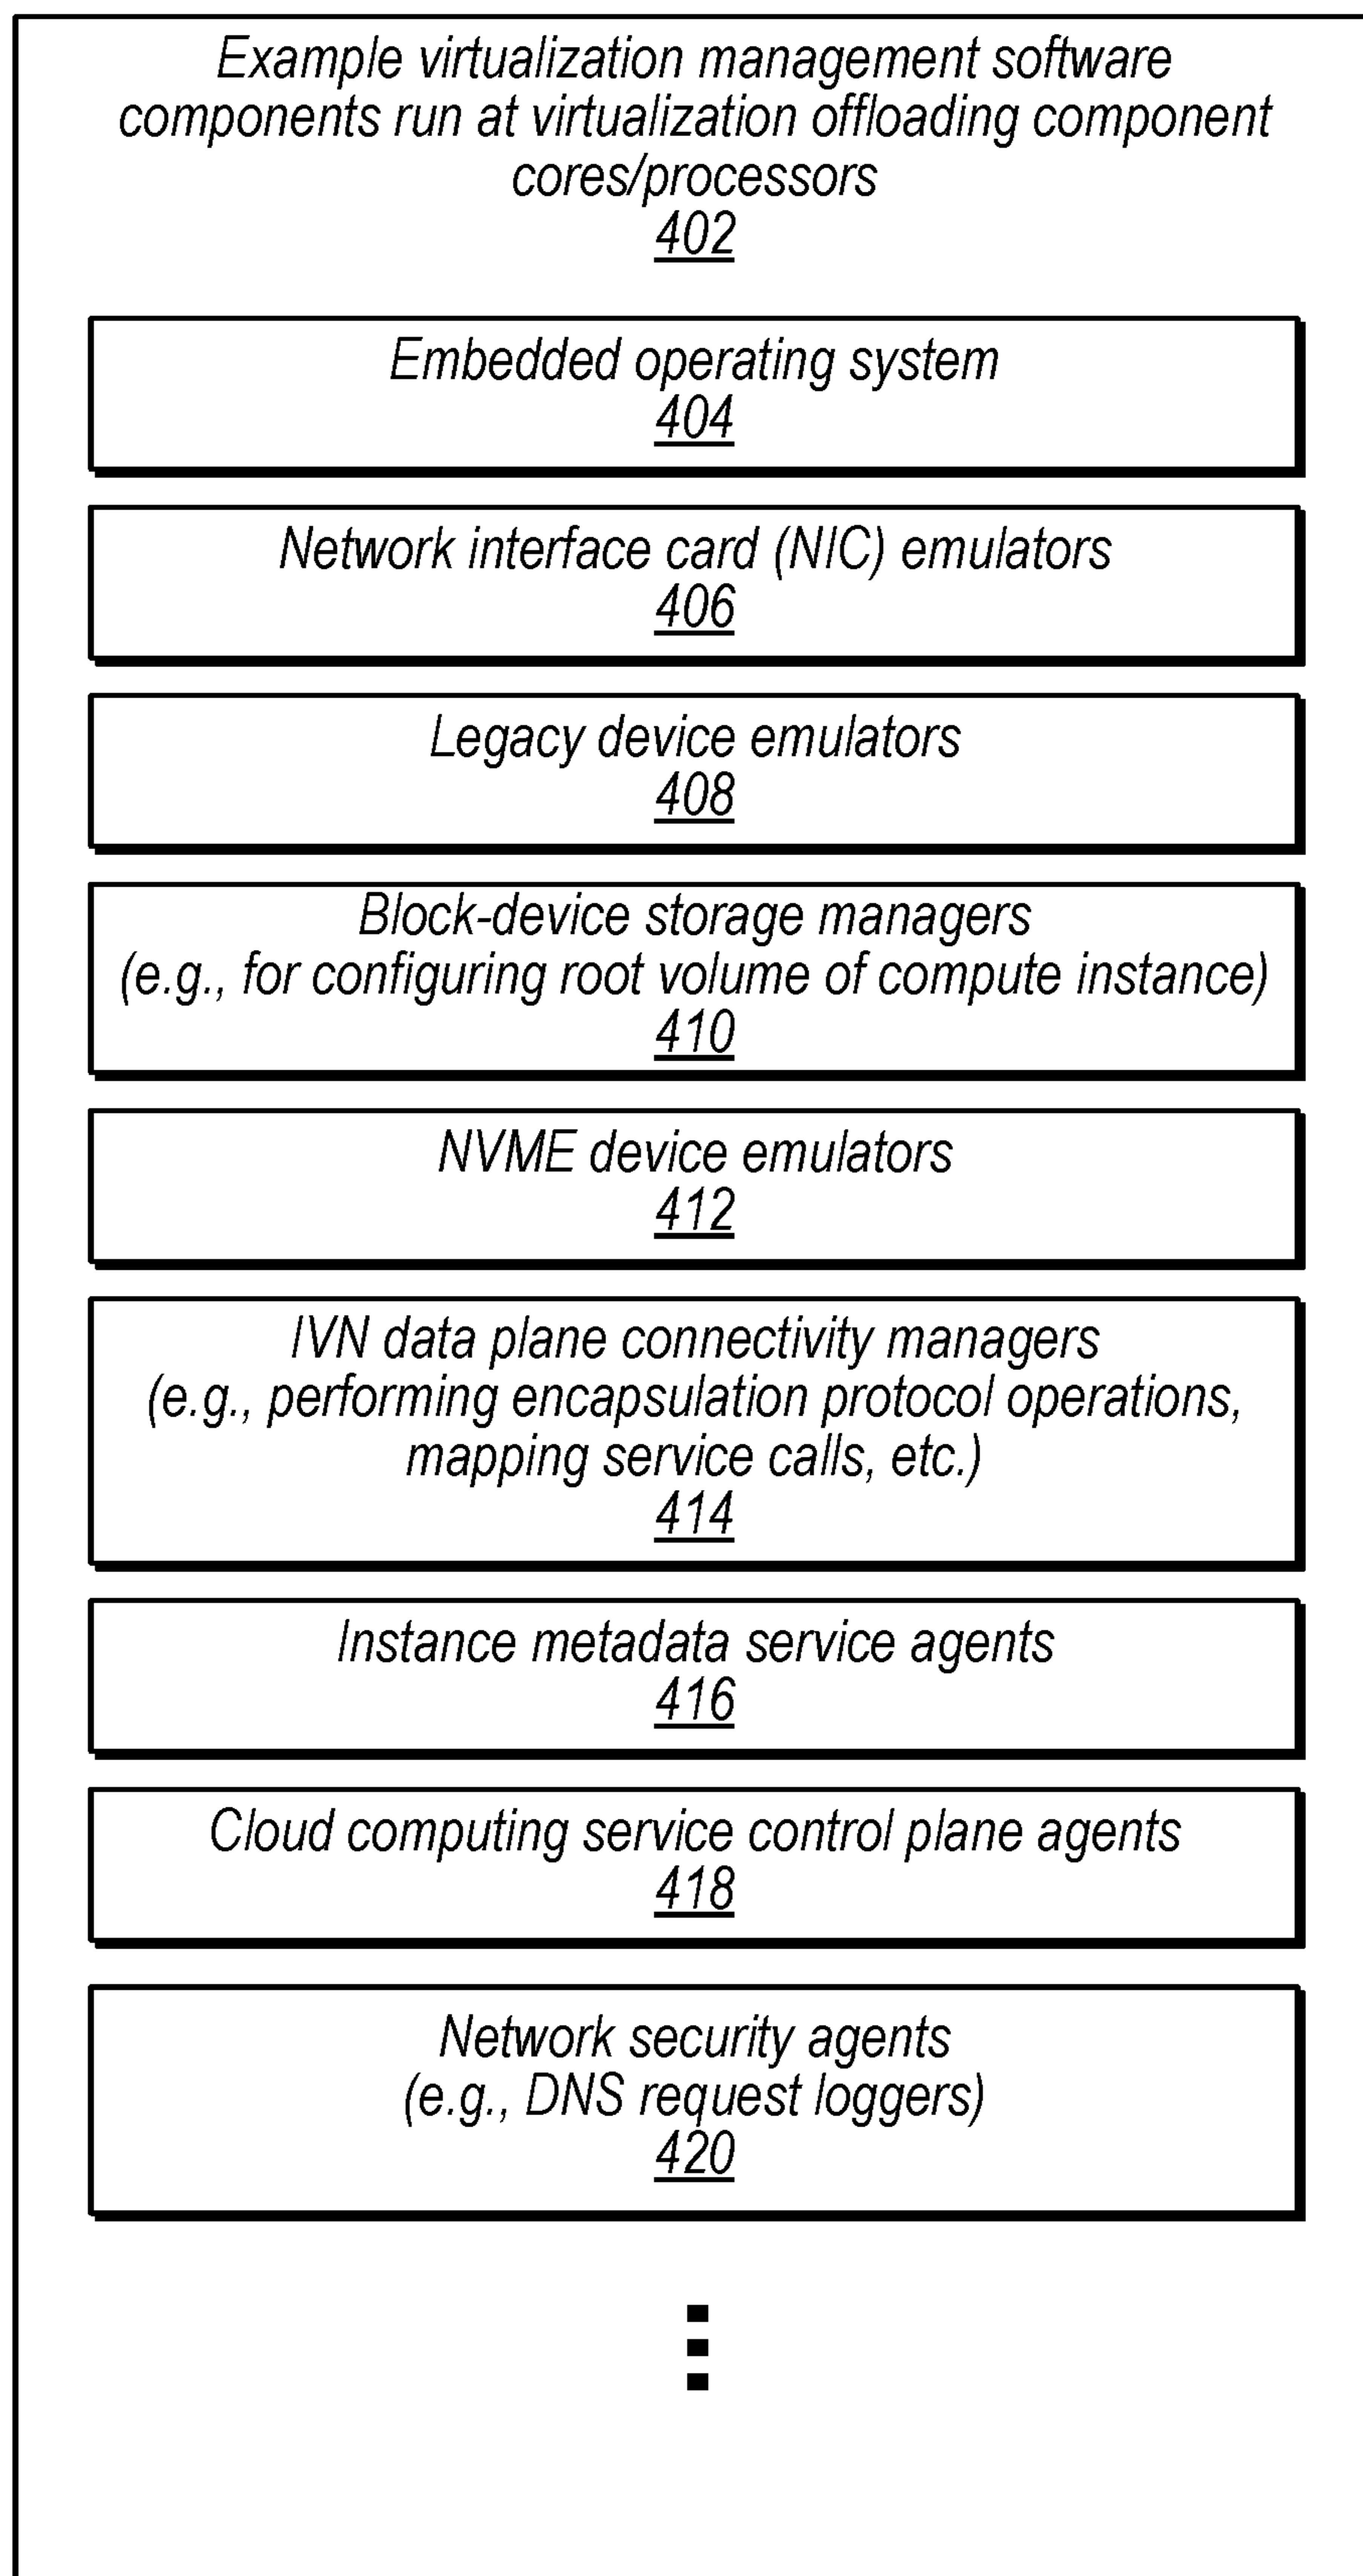 Example virtualization management software
components run at virtualization offloading component
cores/processors
402
Embedded operating system
404
Network interface card (NIC) emulators
406
Legacy device emulators
408
Block-device storage managers
(e.g., for configuring root volume of compute instance)
410
NVME device emulators
412
IVN data plane connectivity managers
(e.g., performing encapsulation protocol operations,
mapping service calls, etc.)
414
Instance metadata service agents
416
Cloud computing service control plane agents
418
Network security agents
(e.g., DNS request loggers)
420